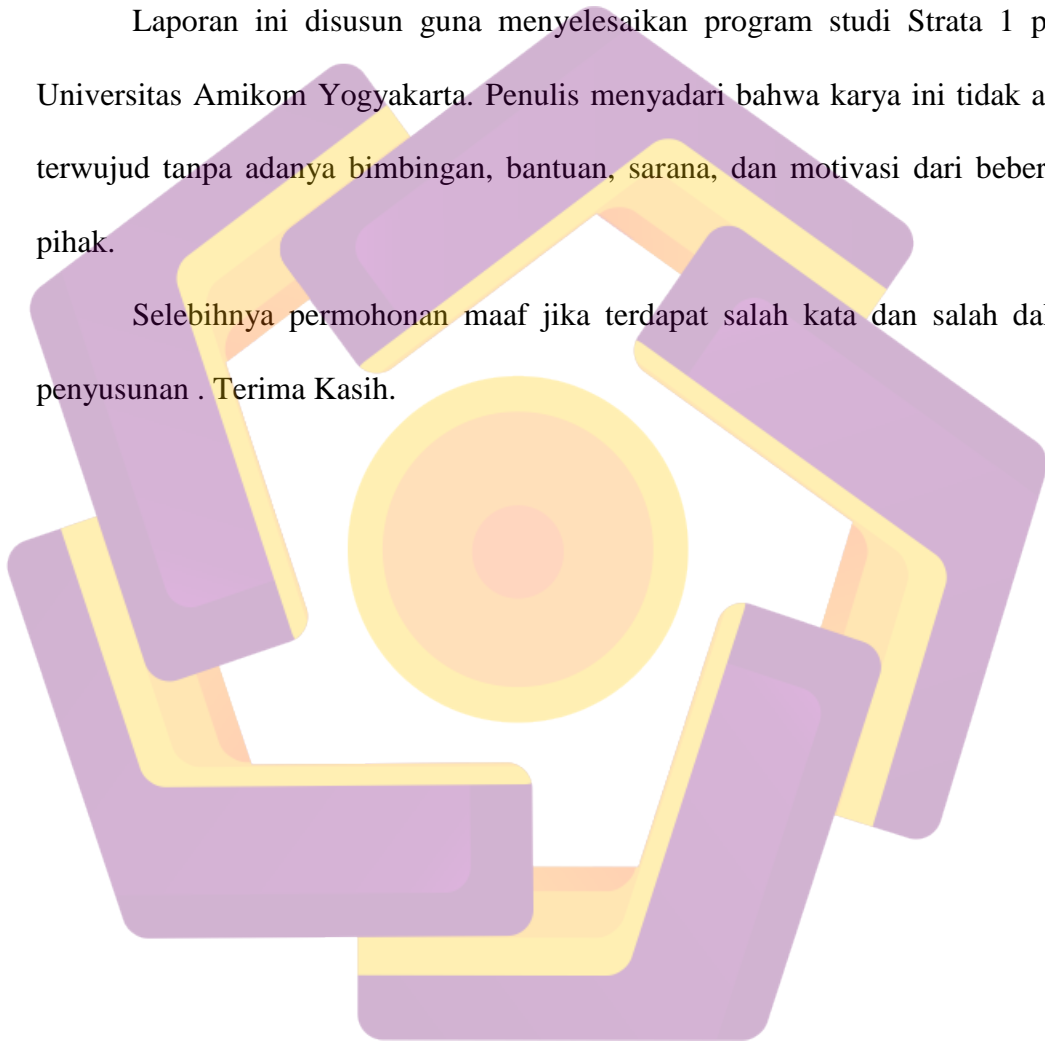 Laporan ini disusun guna menyelesaikan program studi Strata 1 p
Universitas Amikom Yogyakarta. Penulis menyadari bahwa karya ini tidak a
terwujud tanpa adanya bimbingan, bantuan, sarana, dan motivasi dari beber
pihak.
Selebihnya permohonan maaf jika terdapat salah kata dan salah dal
penyusunan . Terima Kasih.